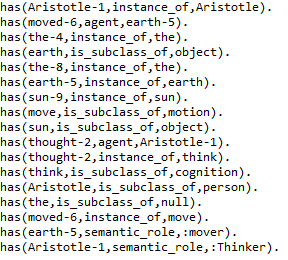 has(Aristotle-1,instance_of,Aristotle).
has(moved-6,agent,earth-5).
has(the-4,instance_of,the).
has(earth,is_subclass_of,object).
has(the-8,instance_of,the).
has(earth-5,instance_of,earth).
has(sun-9,instance_of,sun).
has(move,is_subclass_of,motion).
has(sun,is_subclass_of,object).
has(thought-2,agent,Aristotle-1).
has(thought-2,instance_of,think).
has(think,is_subclass_of,cognition).
has(Aristotle,is_subclass_of,person).
has(the,is_subclass_of,null).
has(moved-6,instance_of,move).
has(earth-5,semantic_role,:mover).
has(Aristotle-1,semantic_role,:Thinker).